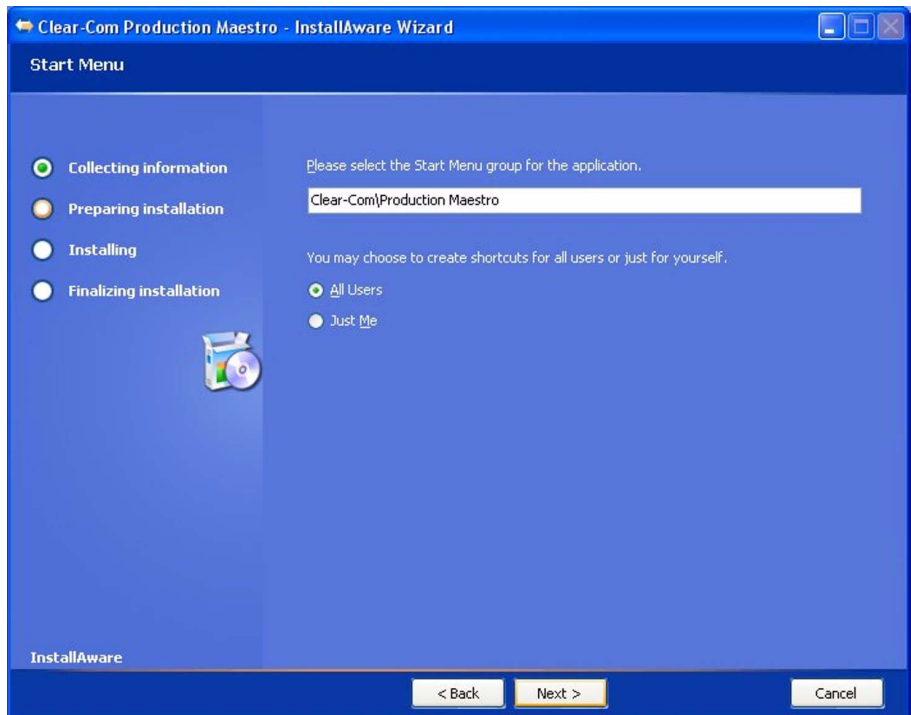 Clear-Com Production Maestro - InstallAware Wizard
Start Menu
Collecting information
Preparing installation
Installing
Finalizing installation
Please select the Start Menu group for the application.
Clear-Com\Production Maestro
You may choose to create shortcuts for all users or just for yourself.
All Users
Just Me
InstallAware
< Back
Next >
Cancel